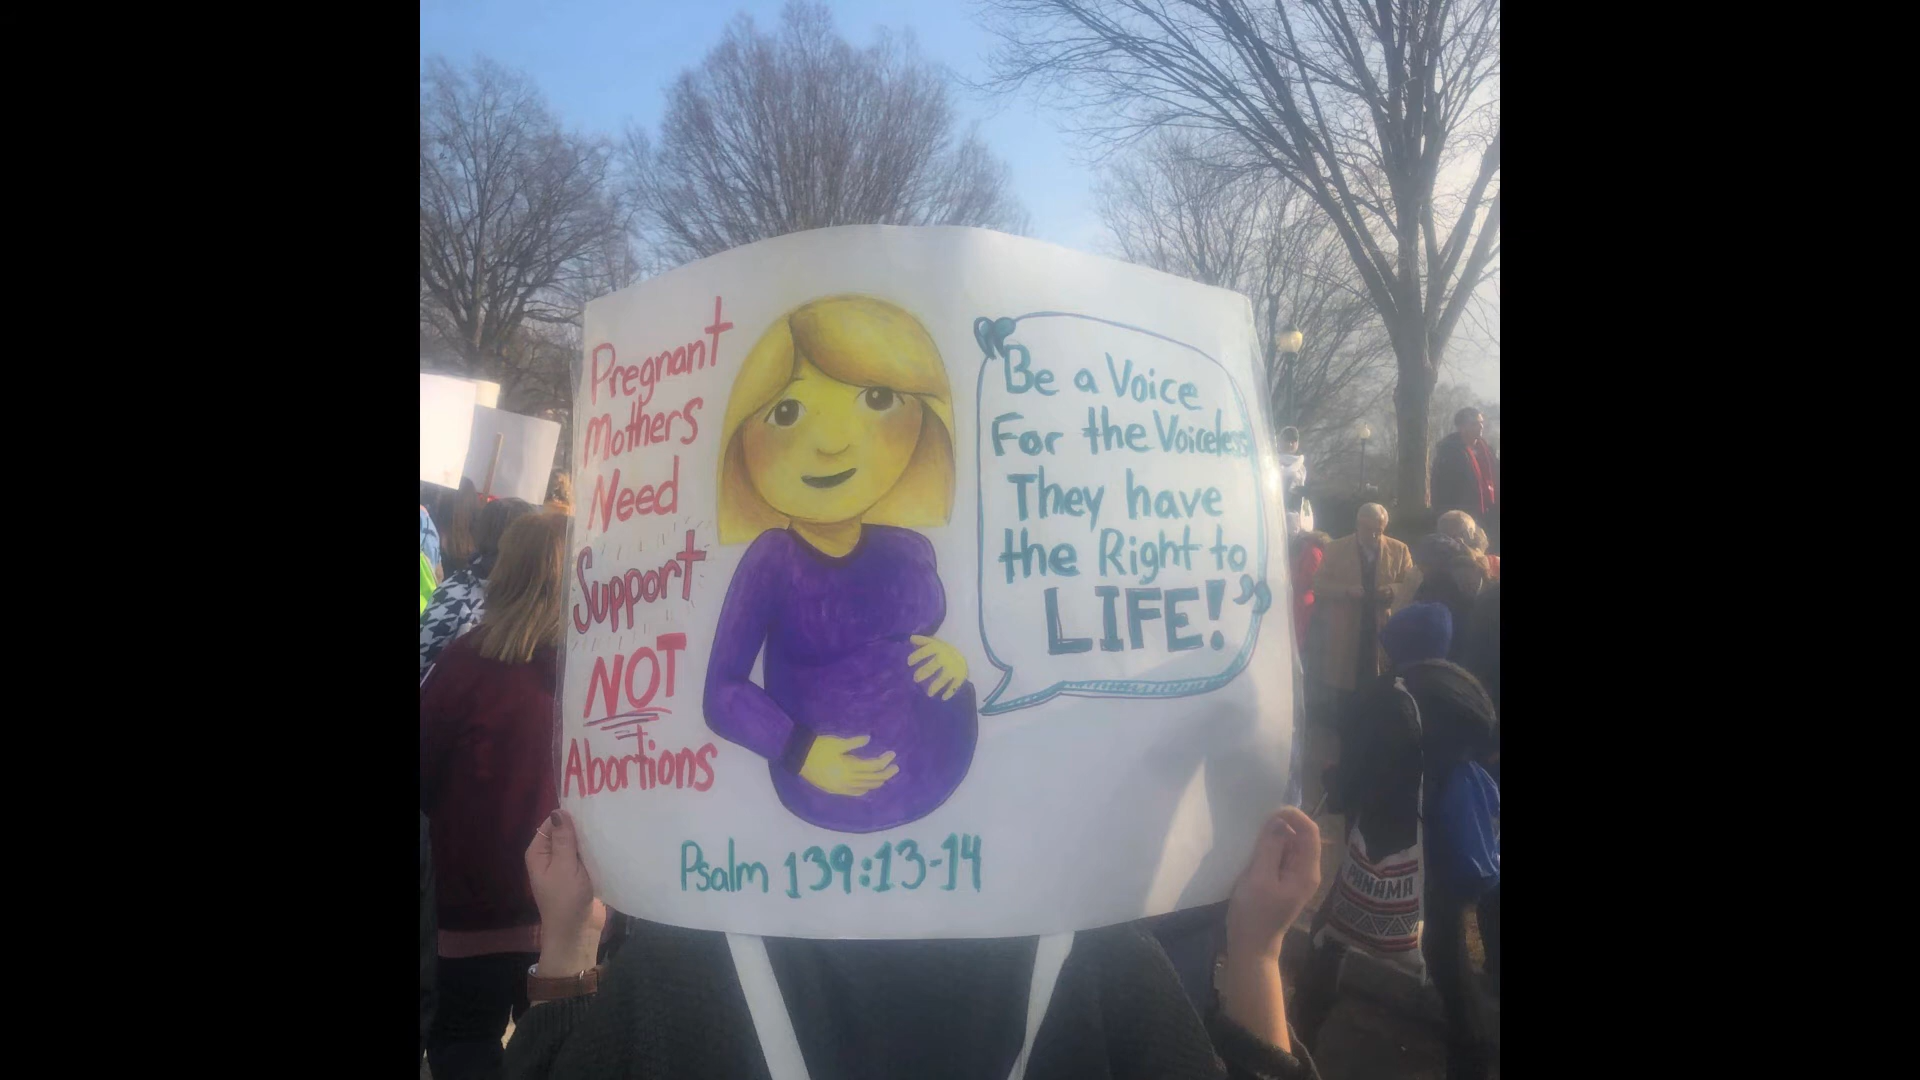 Pregnant
Mothers
Need
Support
NOT
Abortions
"Be a Voice
For the Voiceless
They have
the Right to
LIFE!"
Psalm 139:13-14
PANAMA